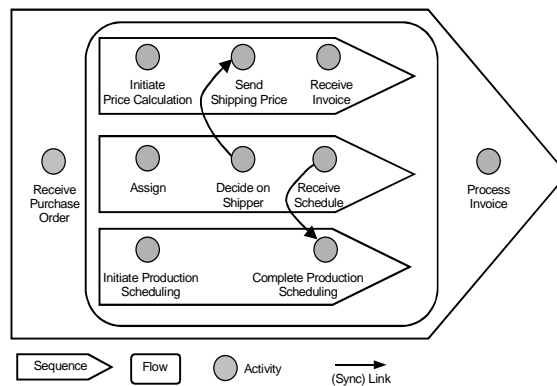 Initiate
Price Calculation
Send
Shipping Price
Receive
Invoice
Receive
Purchase
Order
Assign
Decide on
Shipper
Receive
Schedule
Process
Invoice
Initiate Production
Scheduling
Complete Production
Scheduling
Sequence
Flow
Activity
(Sync) Link